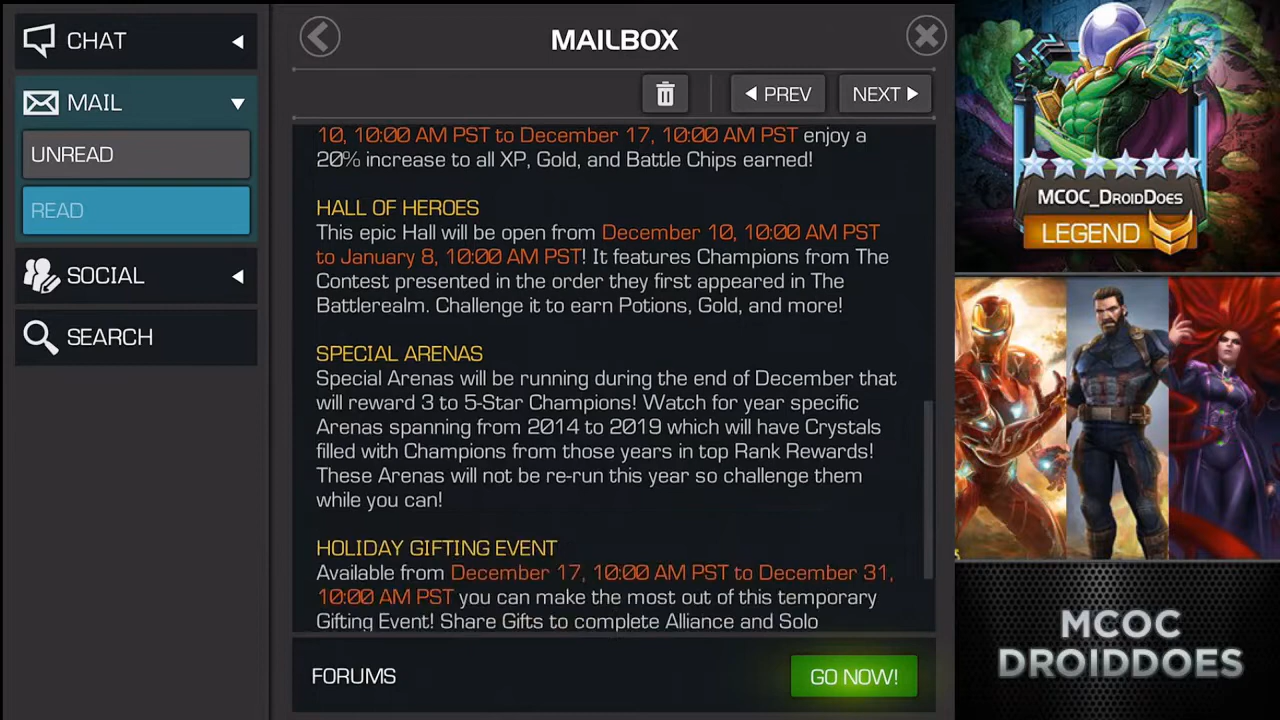 CHAT
MAIL
UNREAD
READ
SOCIAL
SEARCH
MAILBOX
PREV
NEXT
10, 10:00 AM PST to December 17, 10:00 AM PST enjoy a
20% increase to all XP, Gold, and Battle Chips earned!
HALL OF HEROES
This epic Hall will be open from December 10, 10:00 AM PST
to January 8, 10:00 AM PST! It features Champions from The
Contest presented in the order they first appeared in The
Battlerealm. Challenge it to earn Potions, Gold, and more!
SPECIAL ARENAS
Special Arenas will be running during the end of December that
will reward 3 to 5-Star Champions! Watch for year specific
Arenas spanning from 2014 to 2019 which will have Crystals
filled with Champions from those years in top Rank Rewards!
These Arenas will not be re-run this year so challenge them
while you can!
HOLIDAY GIFTING EVENT
Available from December 17, 10:00 AM PST to December 31,
10:00 AM PST you can make the most out of this temporary
Gifting Event! Share Gifts to complete Alliance and Solo
FORUMS
GO NOW!
MCOC_DROIDDOES
LEGEND
MCOC
DROIDDOES